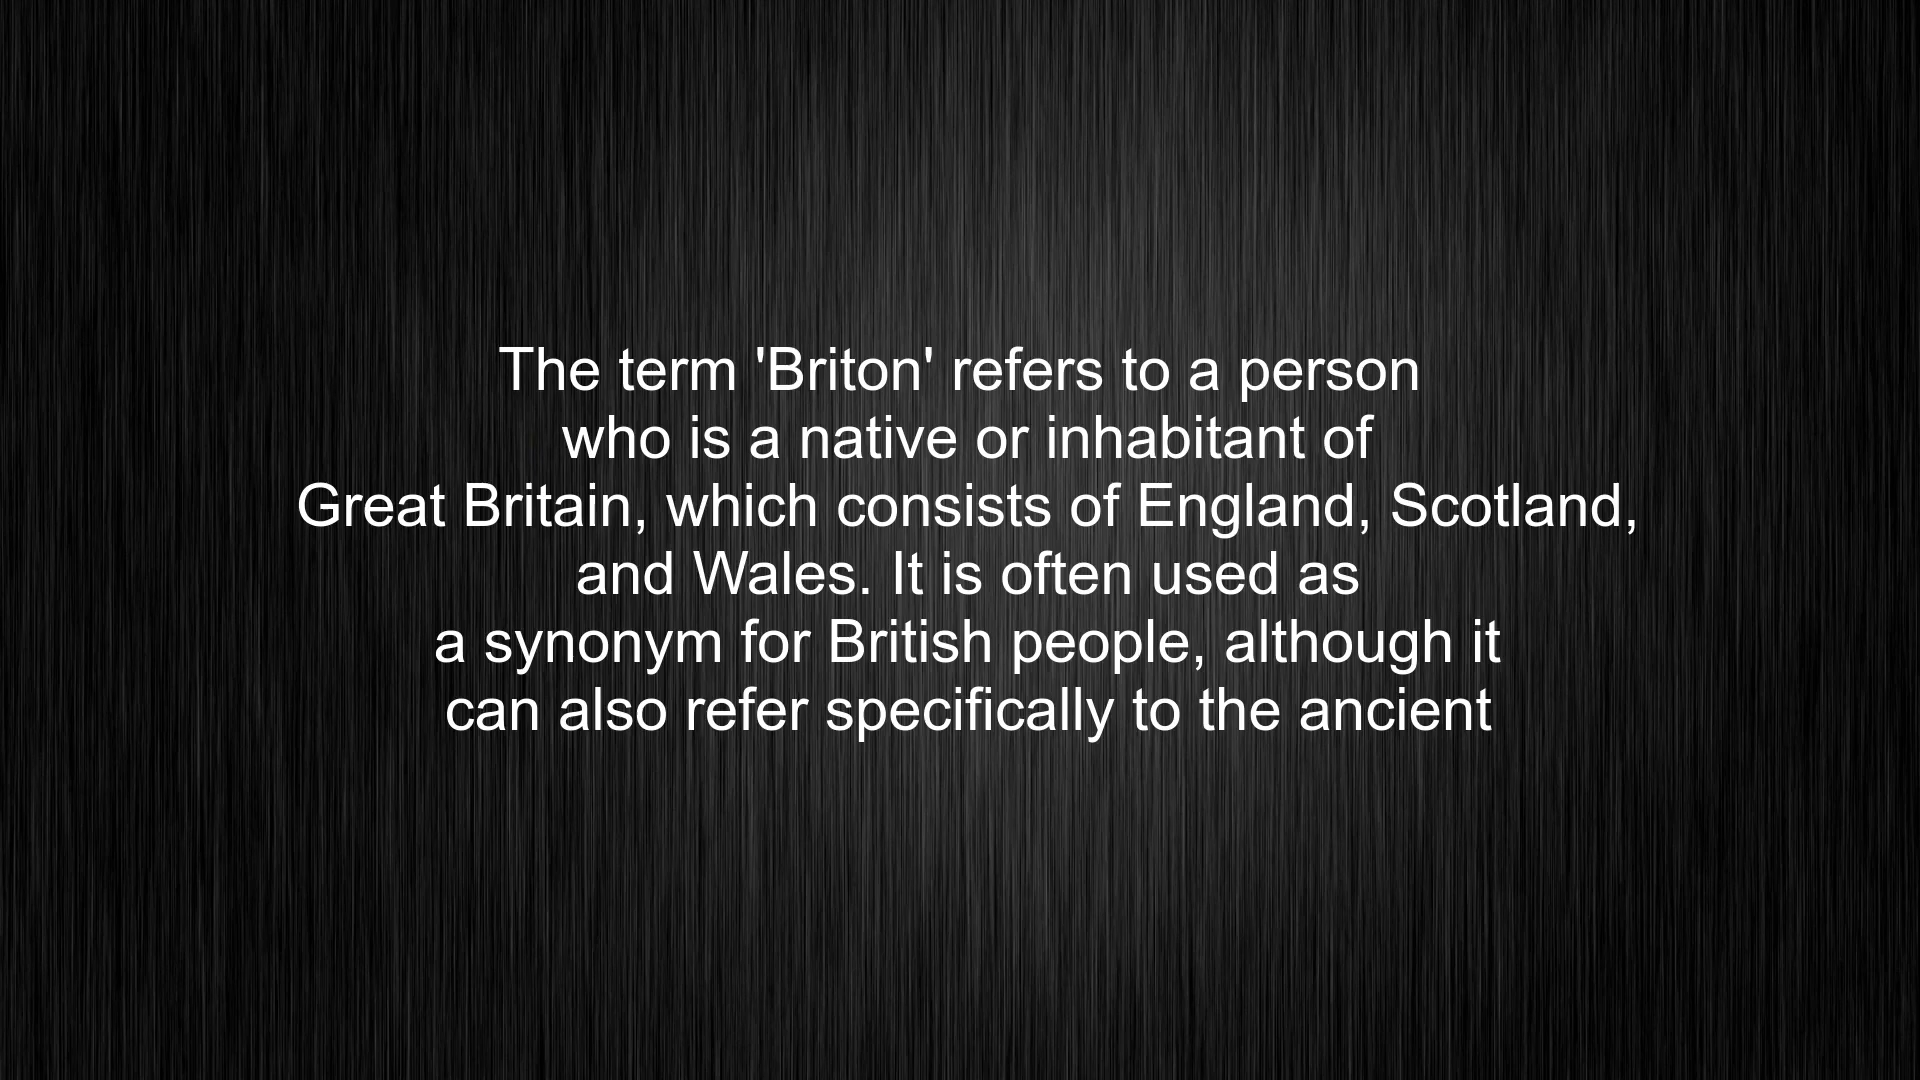 The term 'Briton' refers to a person
who is a native or inhabitant of
Great Britain, which consists of England, Scotland,
and Wales. It is often used as
a synonym for British people, although it
can also refer specifically to the ancient